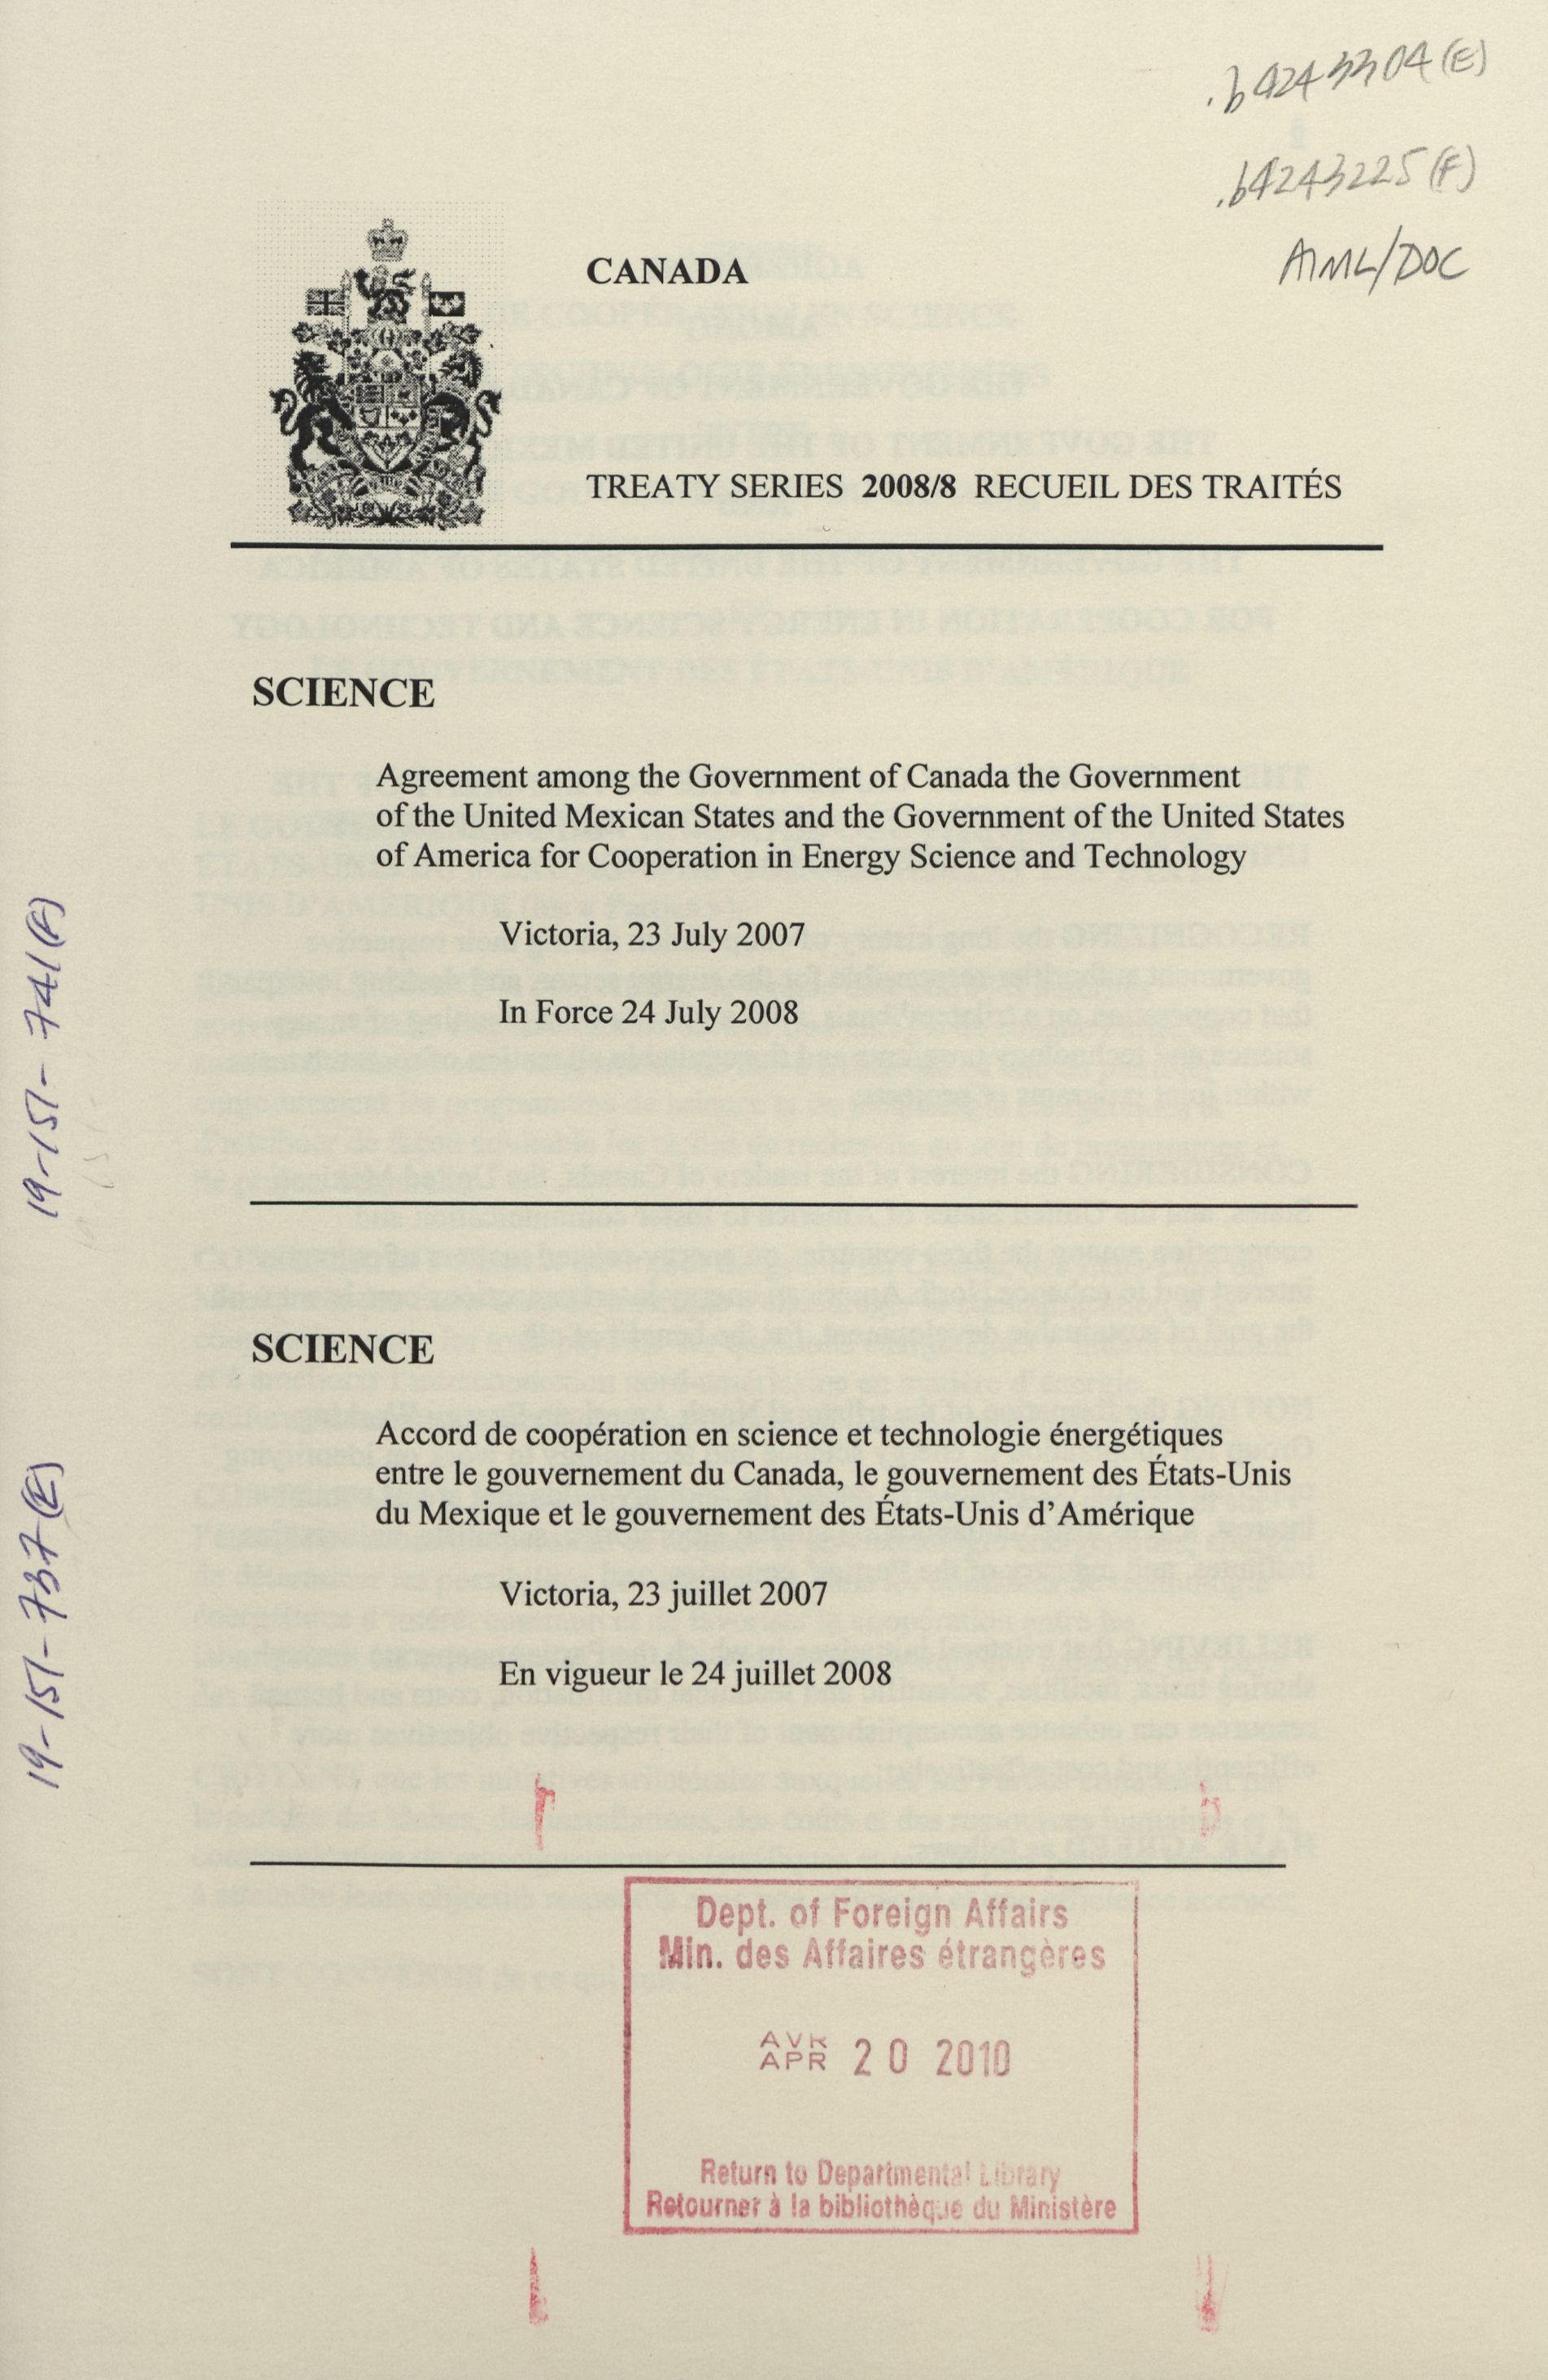 .b4243304(E)
.b4243225(F)
AIML/DOC
CANADA
TREATY SERIES 2008/8 RECUEIL DES TRAITÉS
SCIENCE
Agreement among the Government of Canada the Government
of the United Mexican States and the Government of the United States
of America for Cooperation in Energy Science and Technology
Victoria, 23 July 2007
In Force 24 July 2008
19-151-741(F)
SCIENCE
Accord de coopération en science et technologie énergétiques
entre le gouvernement du Canada, le gouvernement des États-Unis
du Mexique et le gouvernement des États-Unis d'Amérique
Victoria, 23 juillet 2007
En vigueur le 24 juillet 2008
19-151-737(E)
Dept. of Foreign Affairs
Min. des Affaires étrangères
AVR
APR 20 2010
Return to Departmental Library
Retourner à la bibliothèque du Ministère